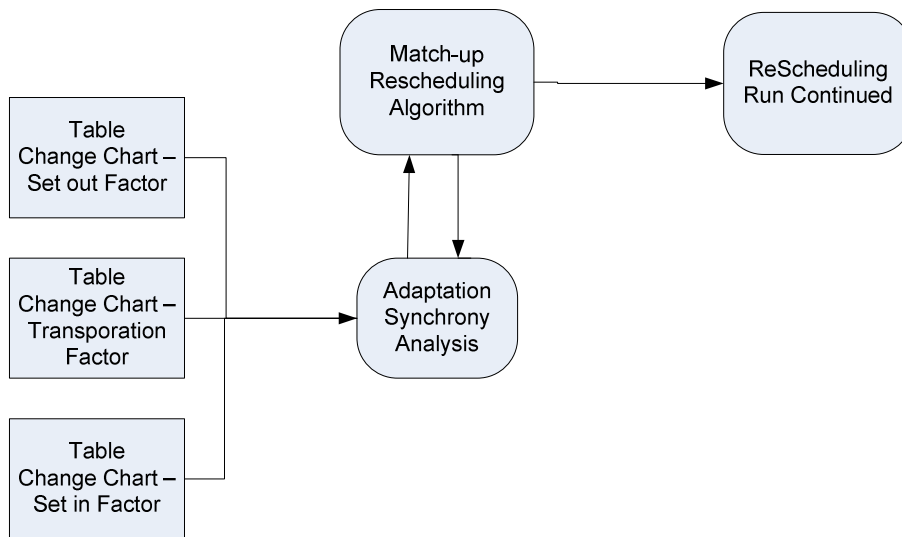 Match-up
Rescheduling
Algorithm
ReScheduling
Run Continued
Table
Change Chart –
Set out Factor
Table
Change Chart –
Transporation
Factor
Adaptation
Synchrony
Analysis
Table
Change Chart –
Set in Factor